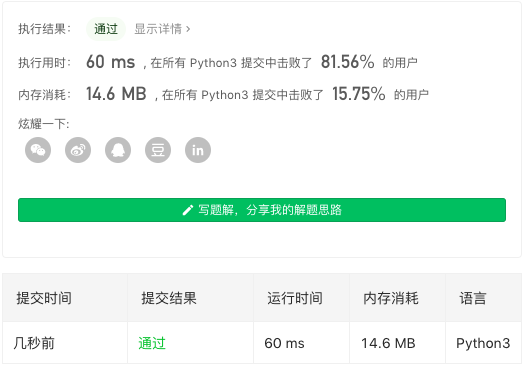 执行结果： 通过 显示详情 ›
执行用时： 60 ms , 在所有 Python3 提交中击败了 81.56% 的用户
内存消耗： 14.6 MB , 在所有 Python3 提交中击败了 15.75% 的用户
炫耀一下:
豆 in
写题解，分享我的解题思路
提交时间 提交结果 运行时间 内存消耗 语言
几秒前 通过 60 ms 14.6 MB Python3